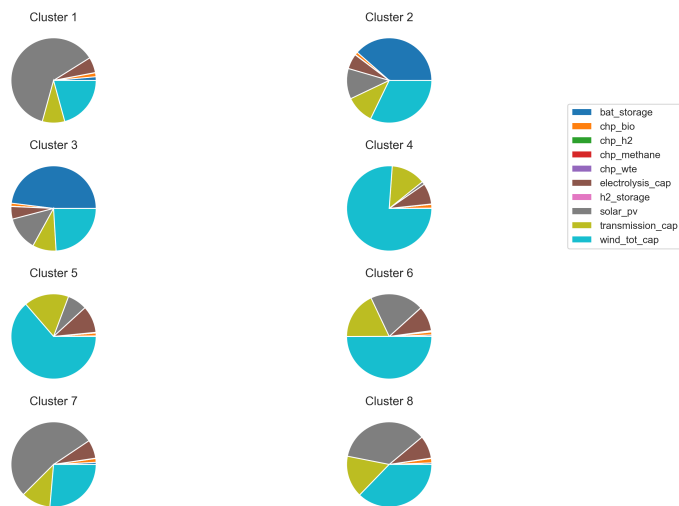 Cluster 1
Cluster 2
Cluster 3
Cluster 4
Cluster 5
Cluster 6
Cluster 7
Cluster 8
bat_storage
chp_bio
chp_h2
chp_methane
chp_wte
electrolysis_cap
h2_storage
solar_pv
transmission_cap
wind_tot_cap